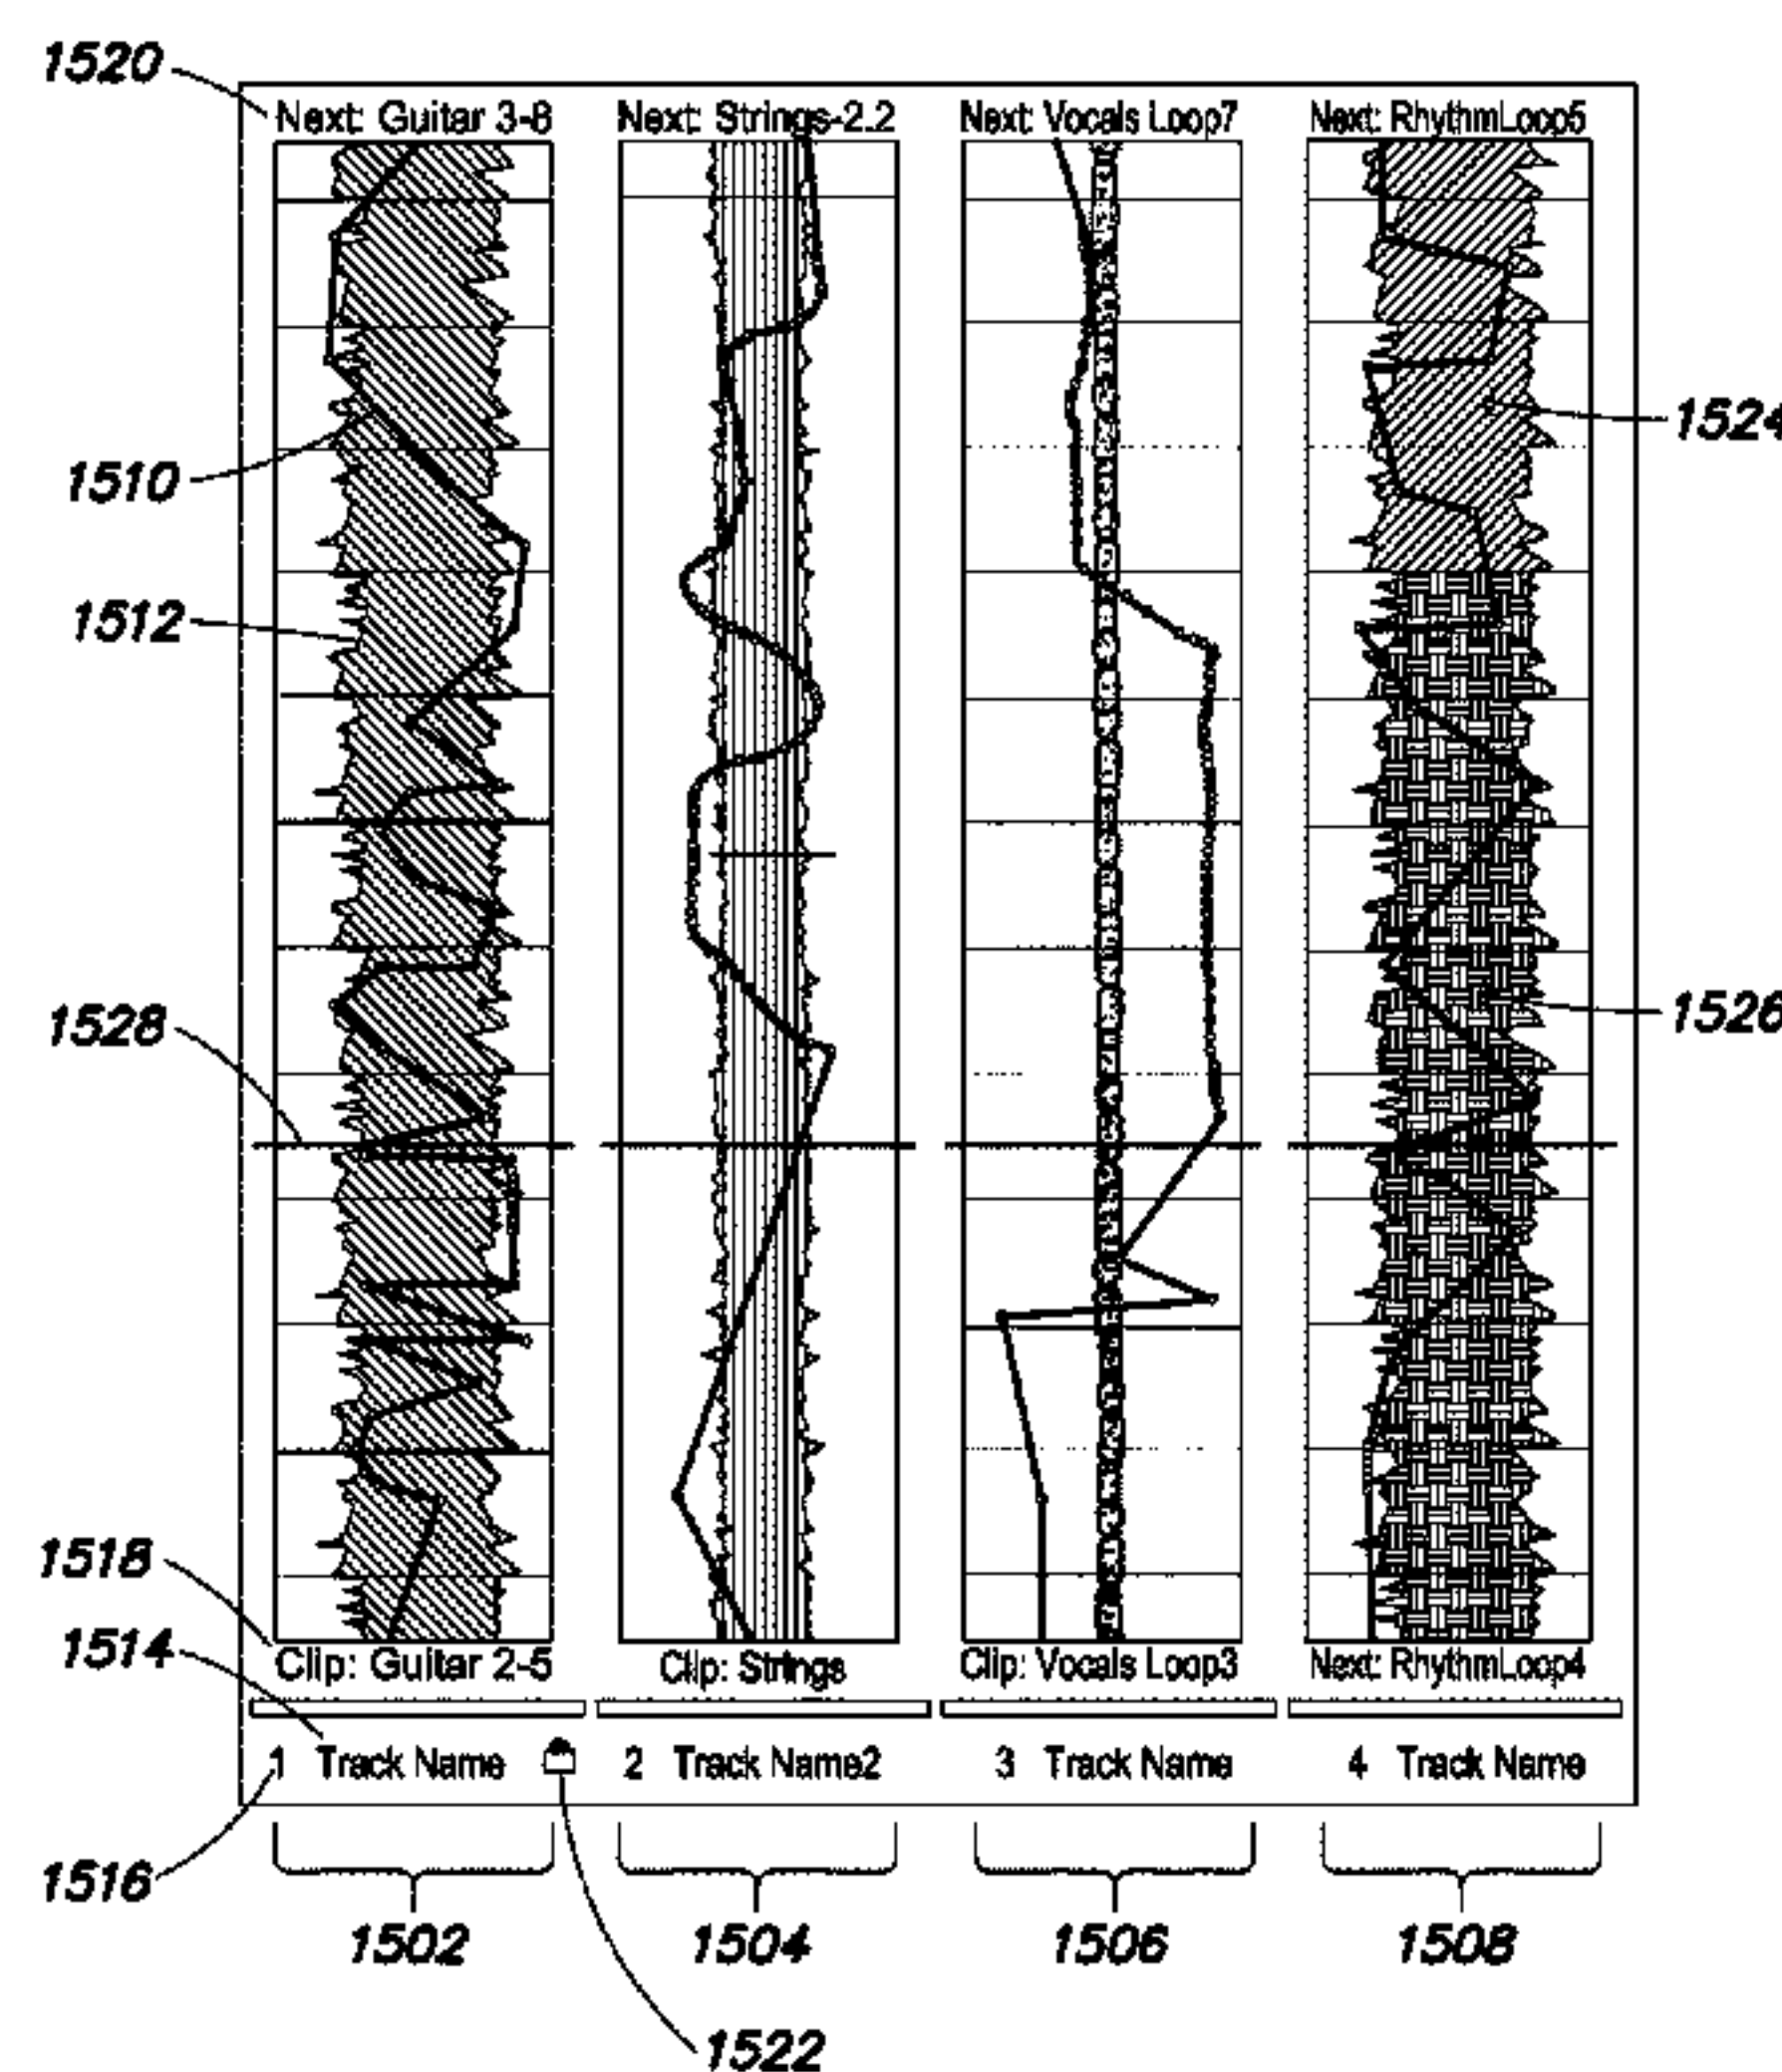 1520
Next: Guitar 3-8 Next: Strings-2.2 Next: Vocals Loop7 Next: RhythmLoop5
1524
1510
1512
1528
1526
1518
Clip: Guitar 2-5 Clip: Strings Clip: Vocals Loop3 Next: RhythmLoop4
1514
1 Track Name 2 Track Name2 3 Track Name 4 Track Name
1516
1502 1504 1506 1508
1522